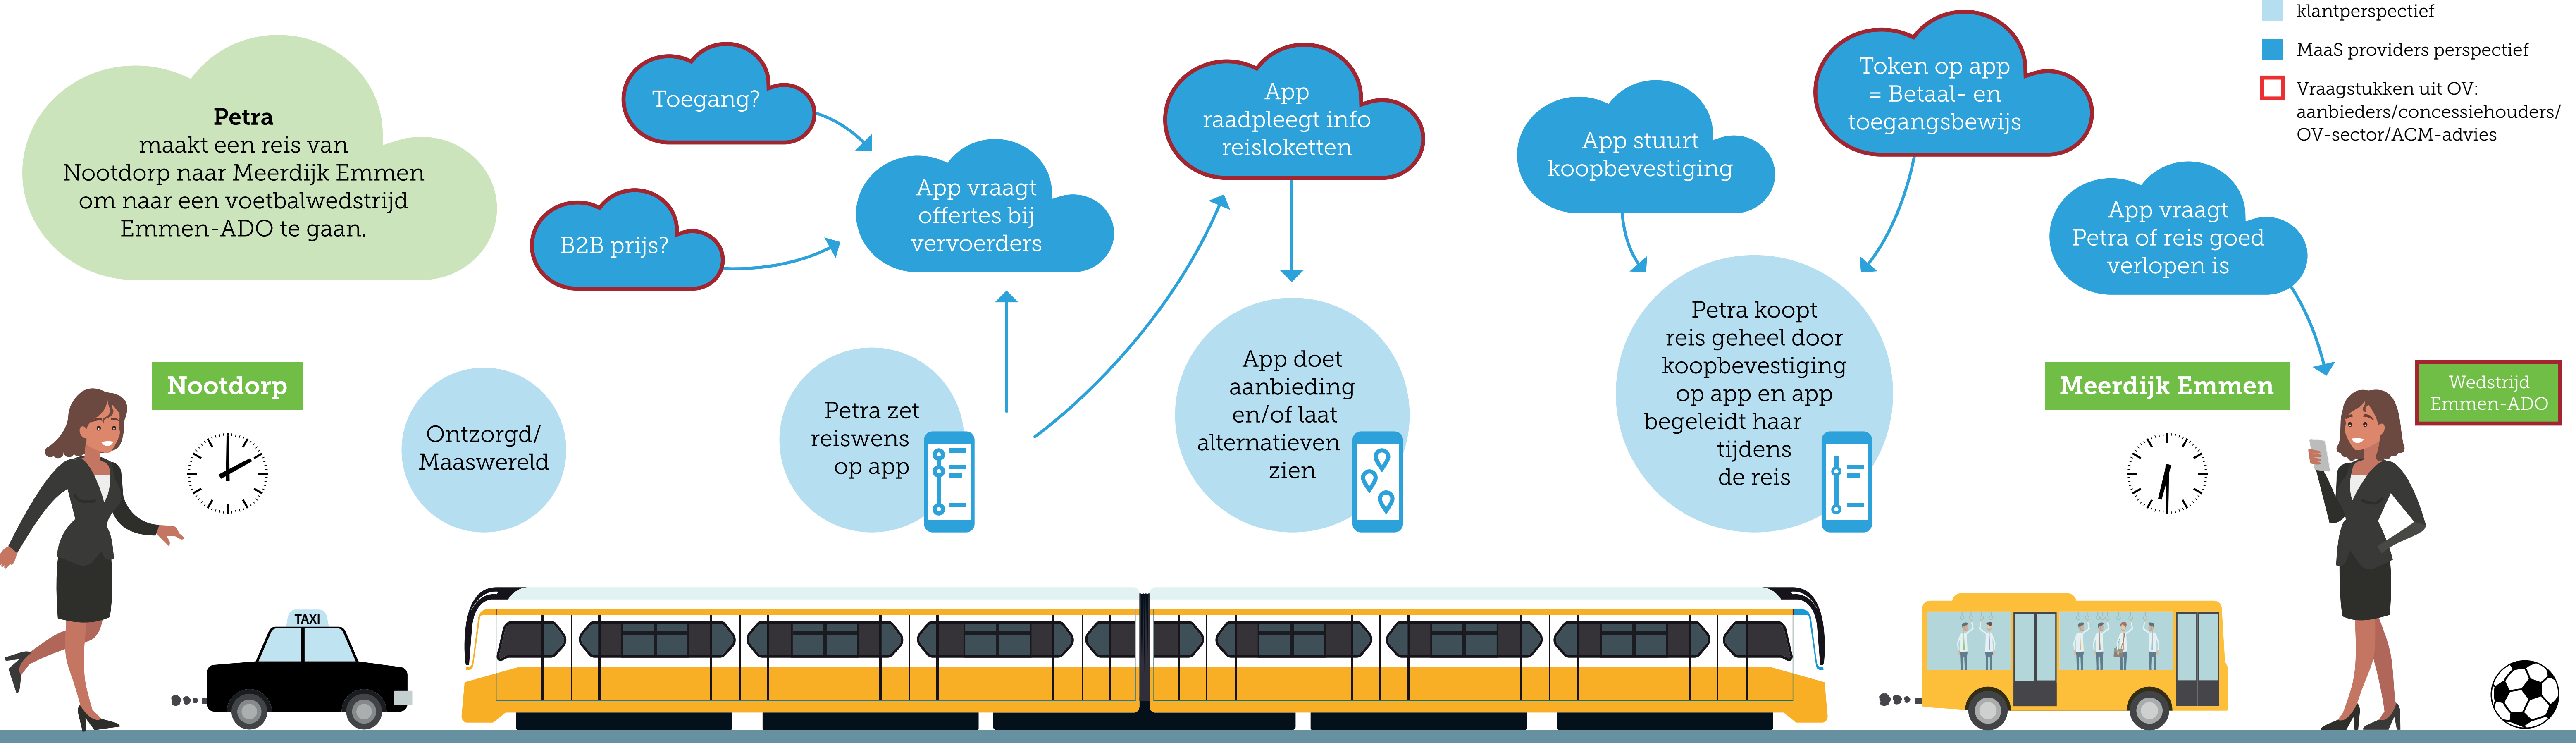 Petra
maakt een reis van
Nootdorp naar Meerdijk Emmen
om naar een voetbalwedstrijd
Emmen-ADO te gaan.
Toegang?
B2B prijs?
App vraagt
offertes bij
vervoerders
App
raadpleegt info
reisloketten
App stuurt
koopbevestiging
Token op app
= Betaal- en
toegangsbewijs
App vraagt
Petra of reis goed
verlopen is
klantperspectief
MaaS providers perspectief
Vraagstukken uit OV:
aanbieders/concessiehouders/
OV-sector/ACM-advies
Nootdorp
Ontzorgd/
Maaswereld
Petra zet
reiswens
op app
App doet
aanbieding
en/of laat
alternatieven
zien
Petra koopt
reis geheel door
koopbevestiging
op app en app
begeleidt haar
tijdens
de reis
Meerdijk Emmen
Wedstrijd
Emmen-ADO
TAXI